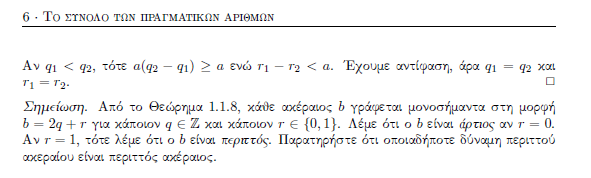 6 · Το σύνολο των πραγματικών αριθμών
Αν q₁ < q₂, τότε a(q₂ − q₁) ≥ a ενώ r₁ − r₂ < a. Έχουμε αντίφαση, άρα q₁ = q₂ και
r₁ = r₂. □
Σημείωση. Από το Θεώρημα 1.1.8, κάθε ακέραιος b γράφεται μονοσήμαντα στη μορφή
b = 2q + r για κάποιον q ∈ ℤ και κάποιον r ∈ {0, 1}. Λέμε ότι ο b είναι άρτιος αν r = 0.
Αν r = 1, τότε λέμε ότι ο b είναι περιττός. Παρατηρήστε ότι οποιαδήποτε δύναμη περιττού
ακεραίου είναι περιττός ακέραιος.